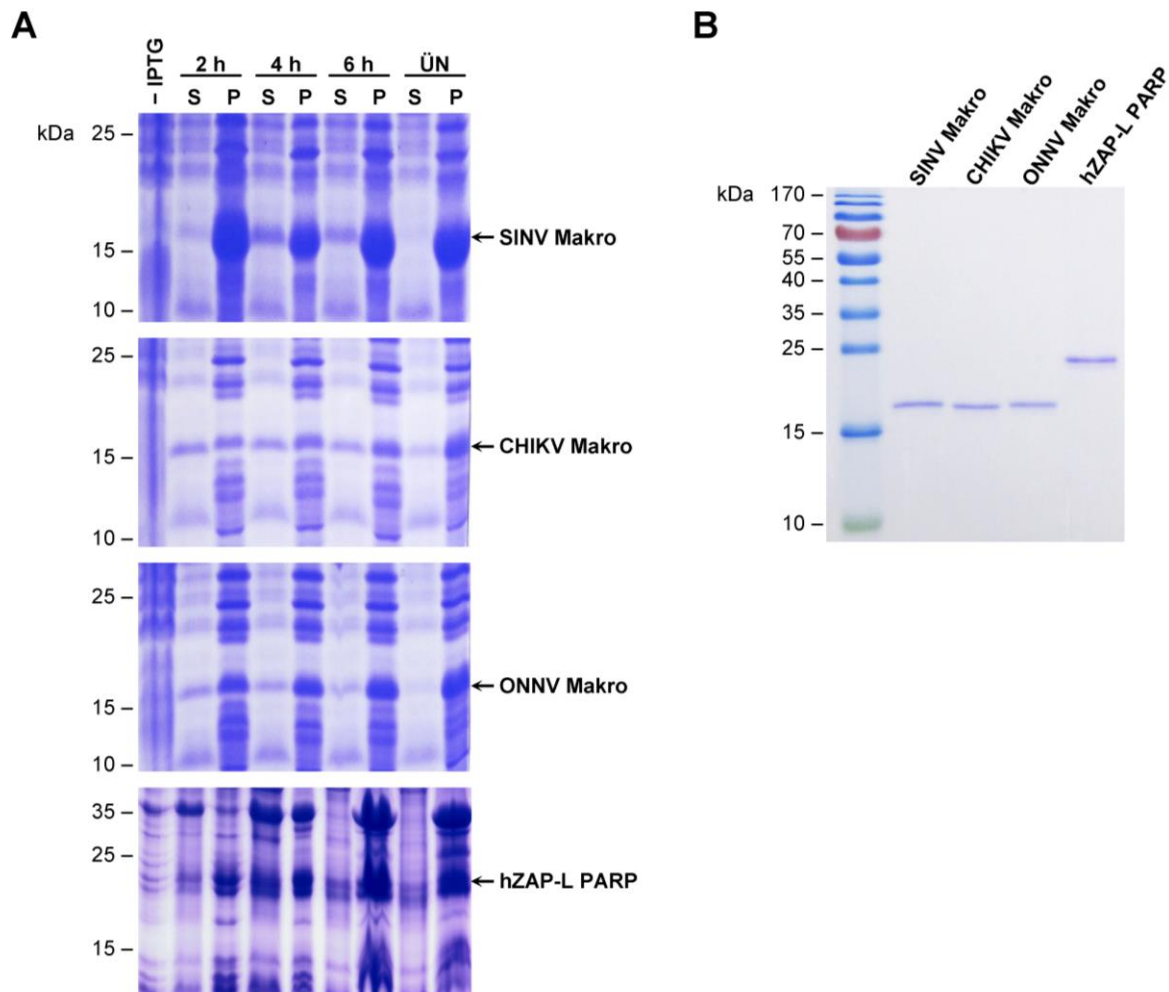 A
– IPTG
2 h 4 h 6 h ÜN
S P S P S P S P
kDa 25 –
15 –
10 –
SINV Makro
25 –
15 –
10 –
CHIKV Makro
25 –
15 –
10 –
ONNV Makro
35 –
25 –
15 –
hZAP-L PARP
B
SINV Makro
CHIKV Makro
ONNV Makro
hZAP-L PARP
kDa 170 –
70 –
55 –
40 –
35 –
25 –
15 –
10 –